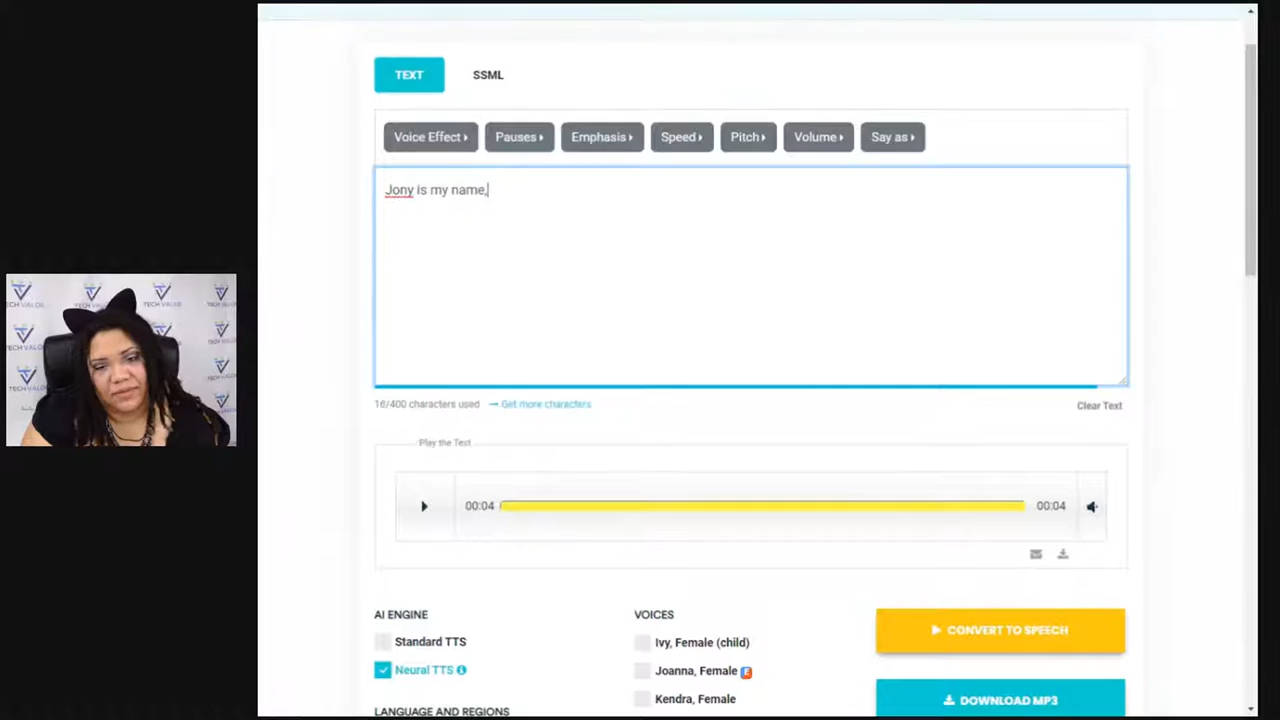 TEXT SSML
Voice Effect Pauses Emphasis Speed Pitch Volume Say as
Jony is my name,
16/400 characters used Get more characters Clear Text
Play the Text
00:04 00:04
AI ENGINE VOICES
Standard TTS Ivy, Female (child) CONVERT TO SPEECH
Neural TTS Joanna, Female E
Kendra, Female DOWNLOAD MP3
LANGUAGE AND REGIONS
TECH VALOR